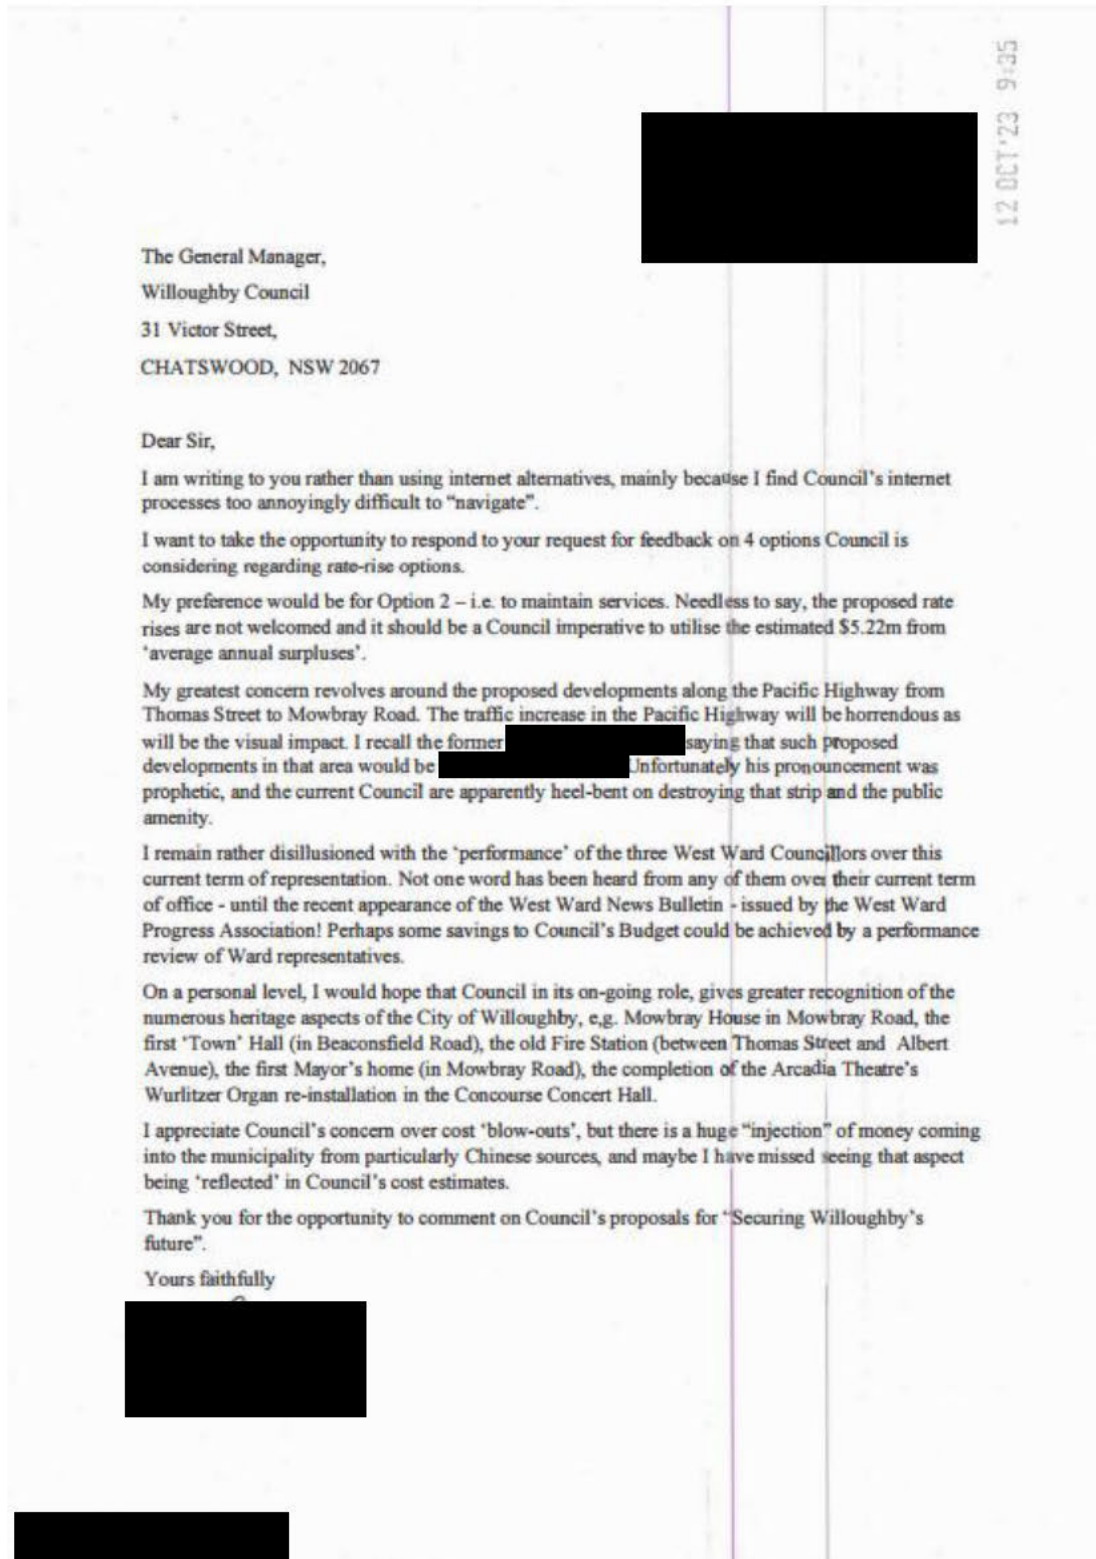 12 OCT'23 9:35
The General Manager,
Willoughby Council
31 Victor Street,
CHATSWOOD, NSW 2067
Dear Sir,
I am writing to you rather than using internet alternatives, mainly because I find Council's internet
processes too annoyingly difficult to "navigate".
I want to take the opportunity to respond to your request for feedback on 4 options Council is
considering regarding rate-rise options.
My preference would be for Option 2 – i.e. to maintain services. Needless to say, the proposed rate
rises are not welcomed and it should be a Council imperative to utilise the estimated $5.22m from
'average annual surpluses'.
My greatest concern revolves around the proposed developments along the Pacific Highway from
Thomas Street to Mowbray Road. The traffic increase in the Pacific Highway will be horrendous as
will be the visual impact. I recall the former saying that such proposed
developments in that area would be Unfortunately his pronouncement was
prophetic, and the current Council are apparently heel-bent on destroying that strip and the public
amenity.
I remain rather disillusioned with the 'performance' of the three West Ward Councillors over this
current term of representation. Not one word has been heard from any of them over their current term
of office - until the recent appearance of the West Ward News Bulletin - issued by the West Ward
Progress Association! Perhaps some savings to Council's Budget could be achieved by a performance
review of Ward representatives.
On a personal level, I would hope that Council in its on-going role, gives greater recognition of the
numerous heritage aspects of the City of Willoughby, e,g. Mowbray House in Mowbray Road, the
first 'Town' Hall (in Beaconsfield Road), the old Fire Station (between Thomas Street and Albert
Avenue), the first Mayor's home (in Mowbray Road), the completion of the Arcadia Theatre's
Wurlitzer Organ re-installation in the Concourse Concert Hall.
I appreciate Council's concern over cost 'blow-outs', but there is a huge "injection" of money coming
into the municipality from particularly Chinese sources, and maybe I have missed seeing that aspect
being 'reflected' in Council's cost estimates.
Thank you for the opportunity to comment on Council's proposals for "Securing Willoughby's
future".
Yours faithfully